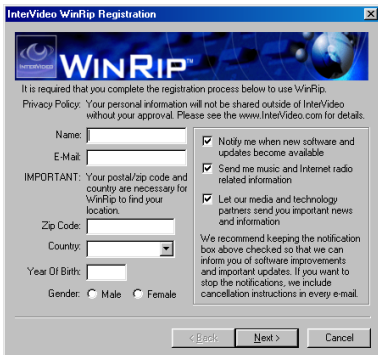 InterVideo WinRip Registration
INTERVIDEO
WINRIP™
It is required that you complete the registration process below to use WinRip.
Privacy Policy: Your personal information will not be shared outside of InterVideo
without your approval. Please see the www.InterVideo.com for details.
Name:
E-Mail:
IMPORTANT: Your postal/zip code and
country are necessary for
WinRip to find your
location.
Zip Code:
Country:
Year Of Birth:
Gender: Male Female
Notify me when new software and
updates become available
Send me music and Internet radio
related information
Let our media and technology
partners send you important news
and information
We recommend keeping the notification
box above checked so that we can
inform you of software improvements
and important updates. If you want to
stop the notifications, we include
cancellation instructions in every e-mail.
< Back Next > Cancel